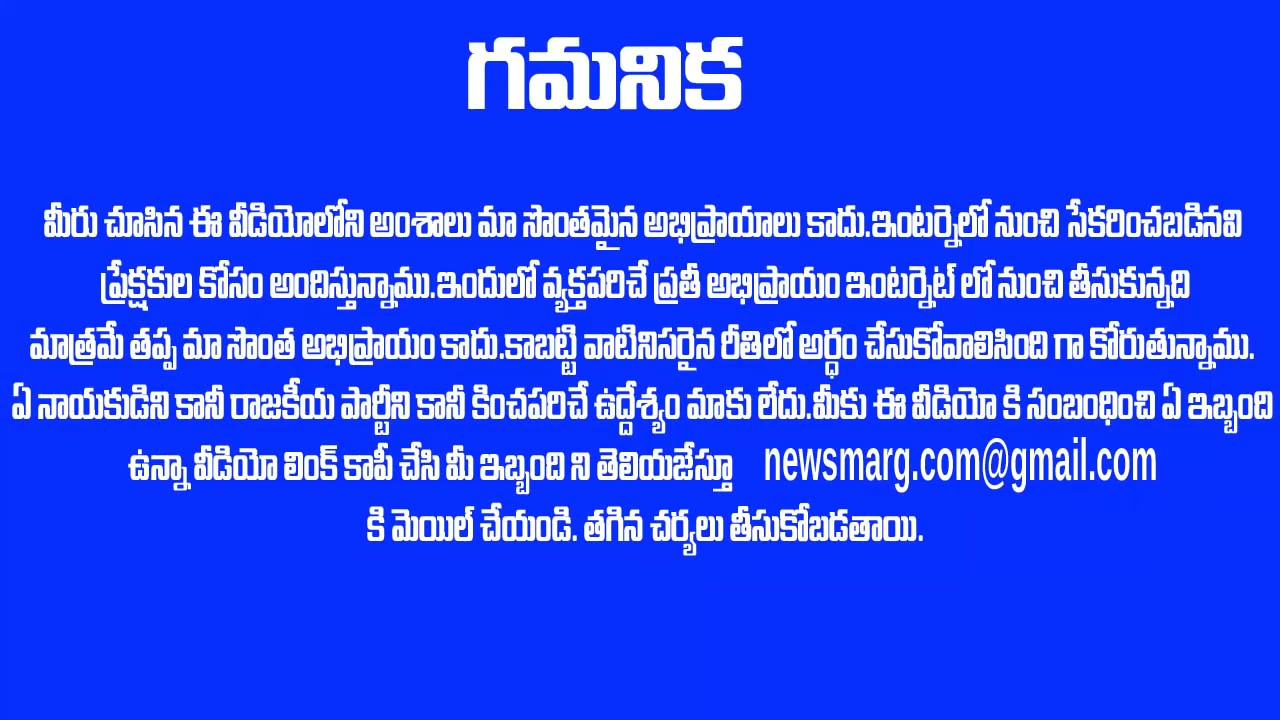 గమనిక
మీరు చూసిన ఈ వీడియోలోని అంశాలు మా సొంతమైన అభిప్రాయాలు కాదు.ఇంటర్నెలో నుంచి సేకరించబడినవి
ప్రేక్షకుల కోసం అందిస్తున్నాము.ఇందులో వ్యక్తపరిచే ప్రతీ అభిప్రాయం ఇంటర్నెట్ లో నుంచి తీసుకున్నది
మాత్రమే తప్ప మా సొంత అభిప్రాయం కాదు.కాబట్టి వాటినిసరైన రీతిలో అర్ధం చేసుకోవాలిసింది గా కోరుతున్నాము.
ఏ నాయకుడిని కానీ రాజకీయ పార్టీని కానీ కించపరిచే ఉద్దేశ్యం మాకు లేదు.మీకు ఈ వీడియో కి సంబంధించి ఏ ఇబ్బంది
ఉన్నా వీడియో లింక్ కాపీ చేసి మీ ఇబ్బంది ని తెలియజేస్తూ newsmarg.com@gmail.com
కి మెయిల్ చేయండి. తగిన చర్యలు తీసుకోబడతాయి.